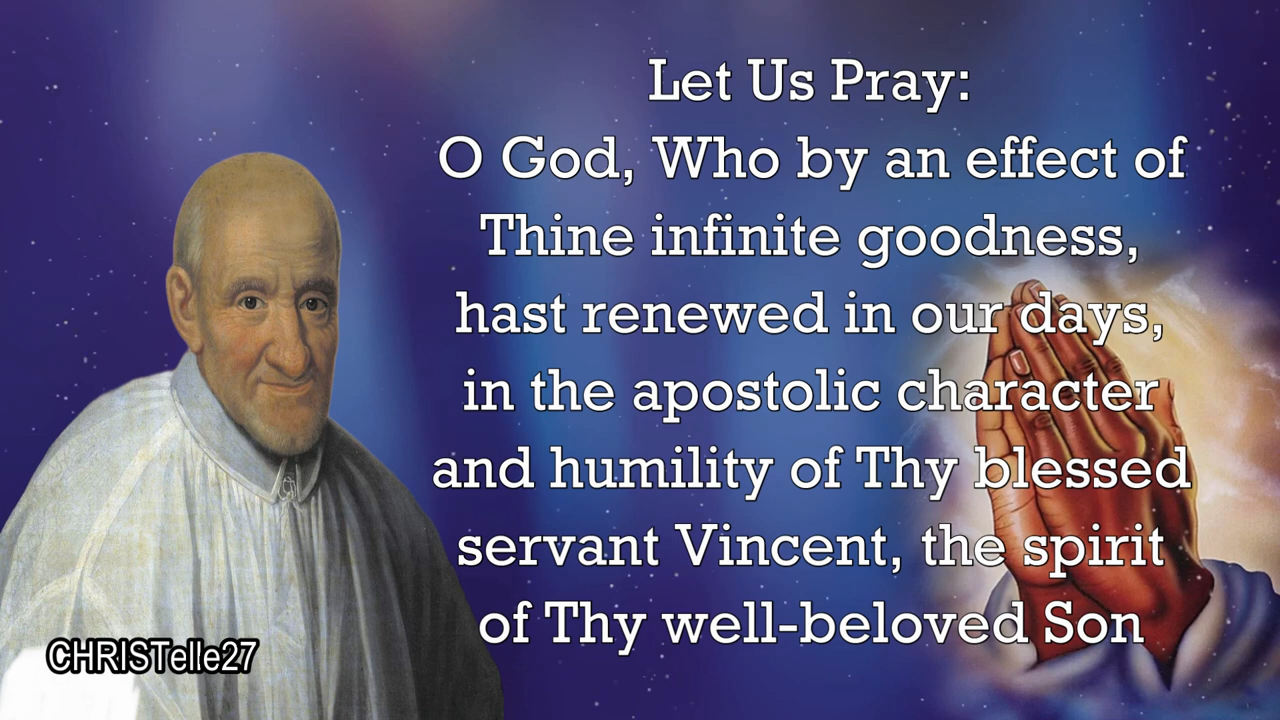 Let Us Pray:
O God, Who by an effect of
Thine infinite goodness,
hast renewed in our days,
in the apostolic character
and humility of Thy blessed
servant Vincent, the spirit
of Thy well-beloved Son
CHRISTelle27